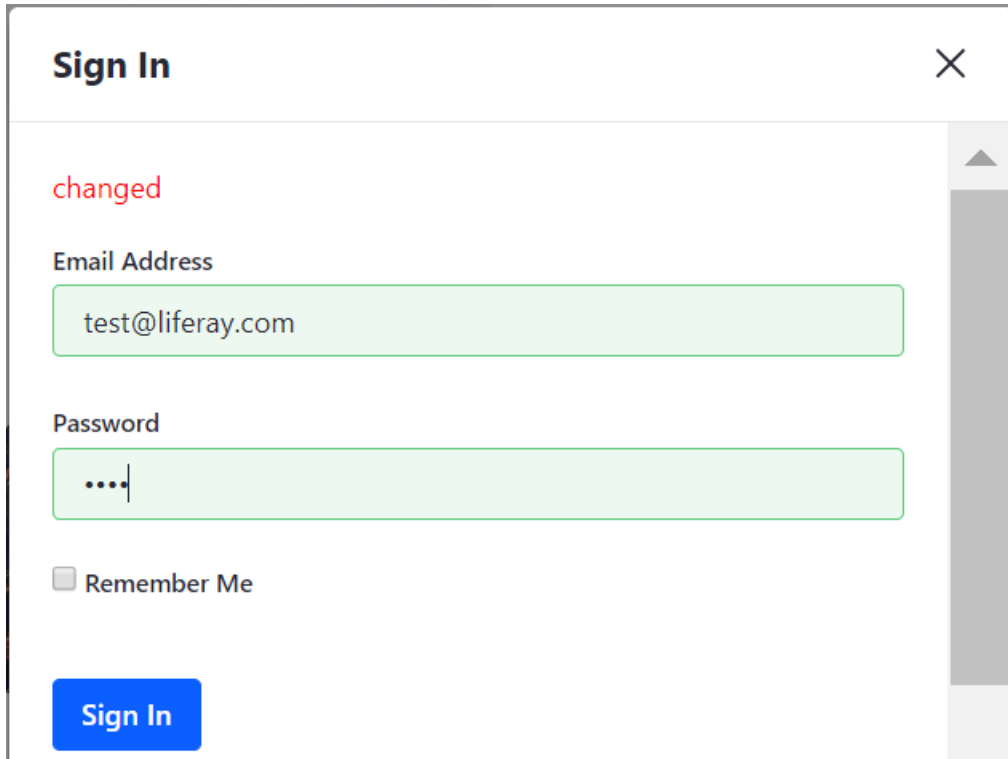 Sign In
changed
Email Address
test@liferay.com
Password
••••
Remember Me
Sign In